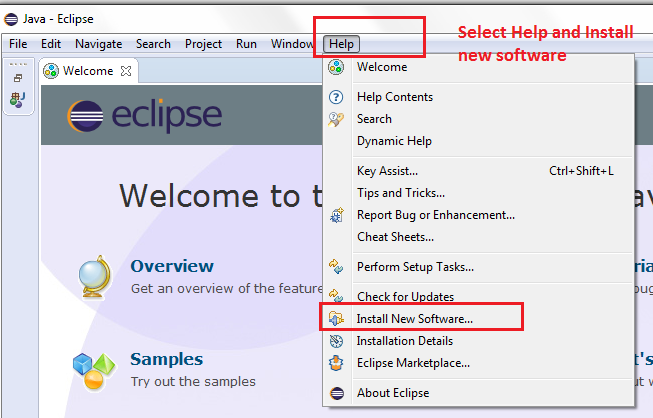 Java - Eclipse
Select Help and Install
new software
File Edit Navigate Search Project Run Window Help
Welcome
Welcome
eclipse
Help Contents
Search
Dynamic Help
Key Assist... Ctrl+Shift+L
Welcome to t
av
Tips and Tricks...
Report Bug or Enhancement...
Cheat Sheets...
Overview
Perform Setup Tasks...
ria
Get an overview of the feature
Check for Updates
Install New Software...
Installation Details
Samples
Eclipse Marketplace...
t's
Try out the samples
About Eclipse